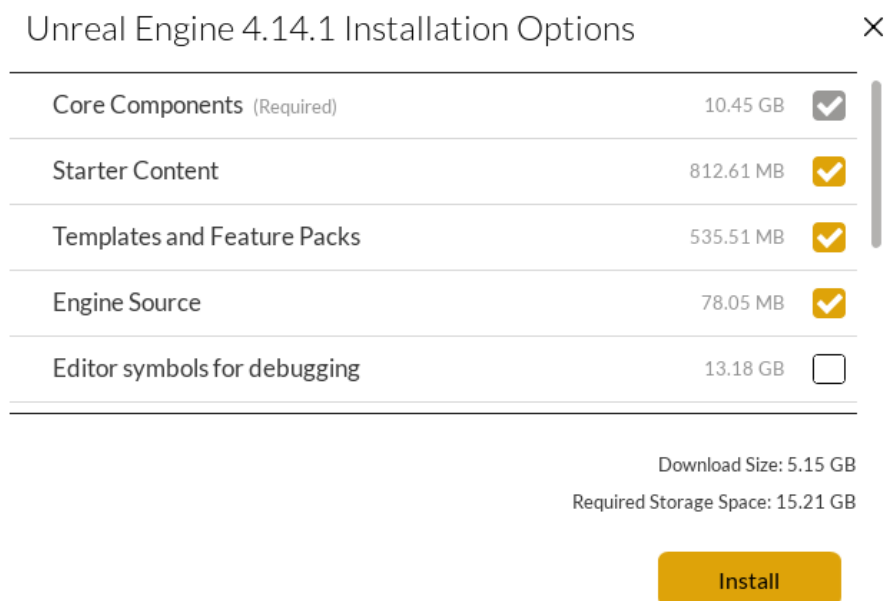 Unreal Engine 4.14.1 Installation Options
Core Components (Required) 10.45 GB
Starter Content 812.61 MB
Templates and Feature Packs 535.51 MB
Engine Source 78.05 MB
Editor symbols for debugging 13.18 GB
Download Size: 5.15 GB
Required Storage Space: 15.21 GB
Install